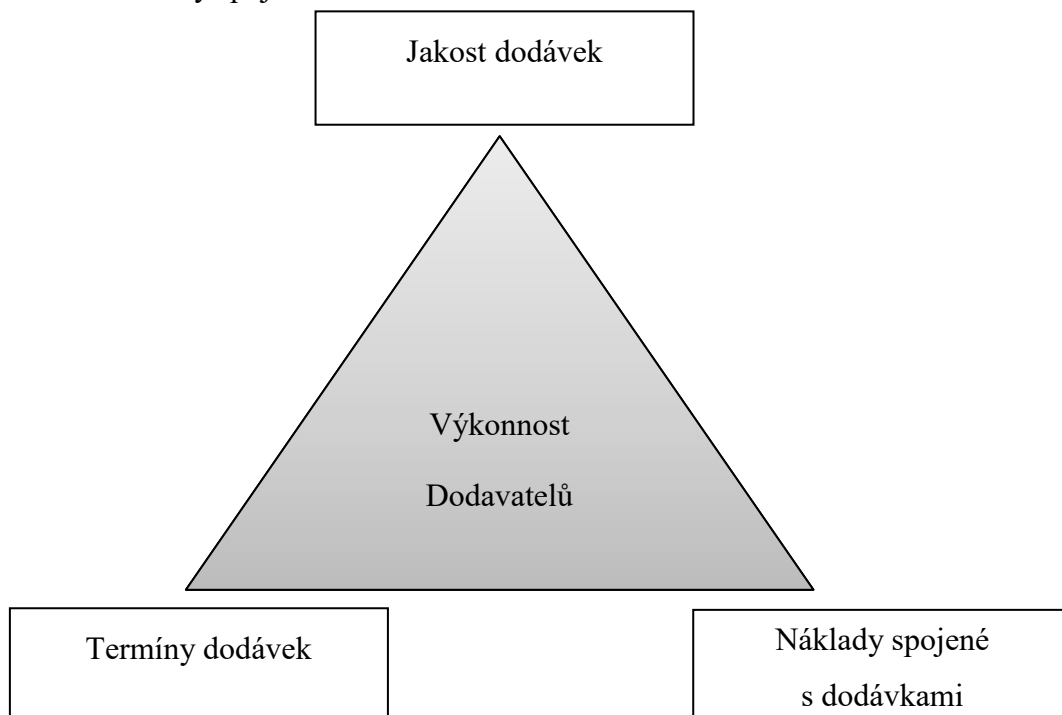 Jakost dodávek
Výkonnost
Dodavatelů
Termíny dodávek
Náklady spojené
s dodávkami